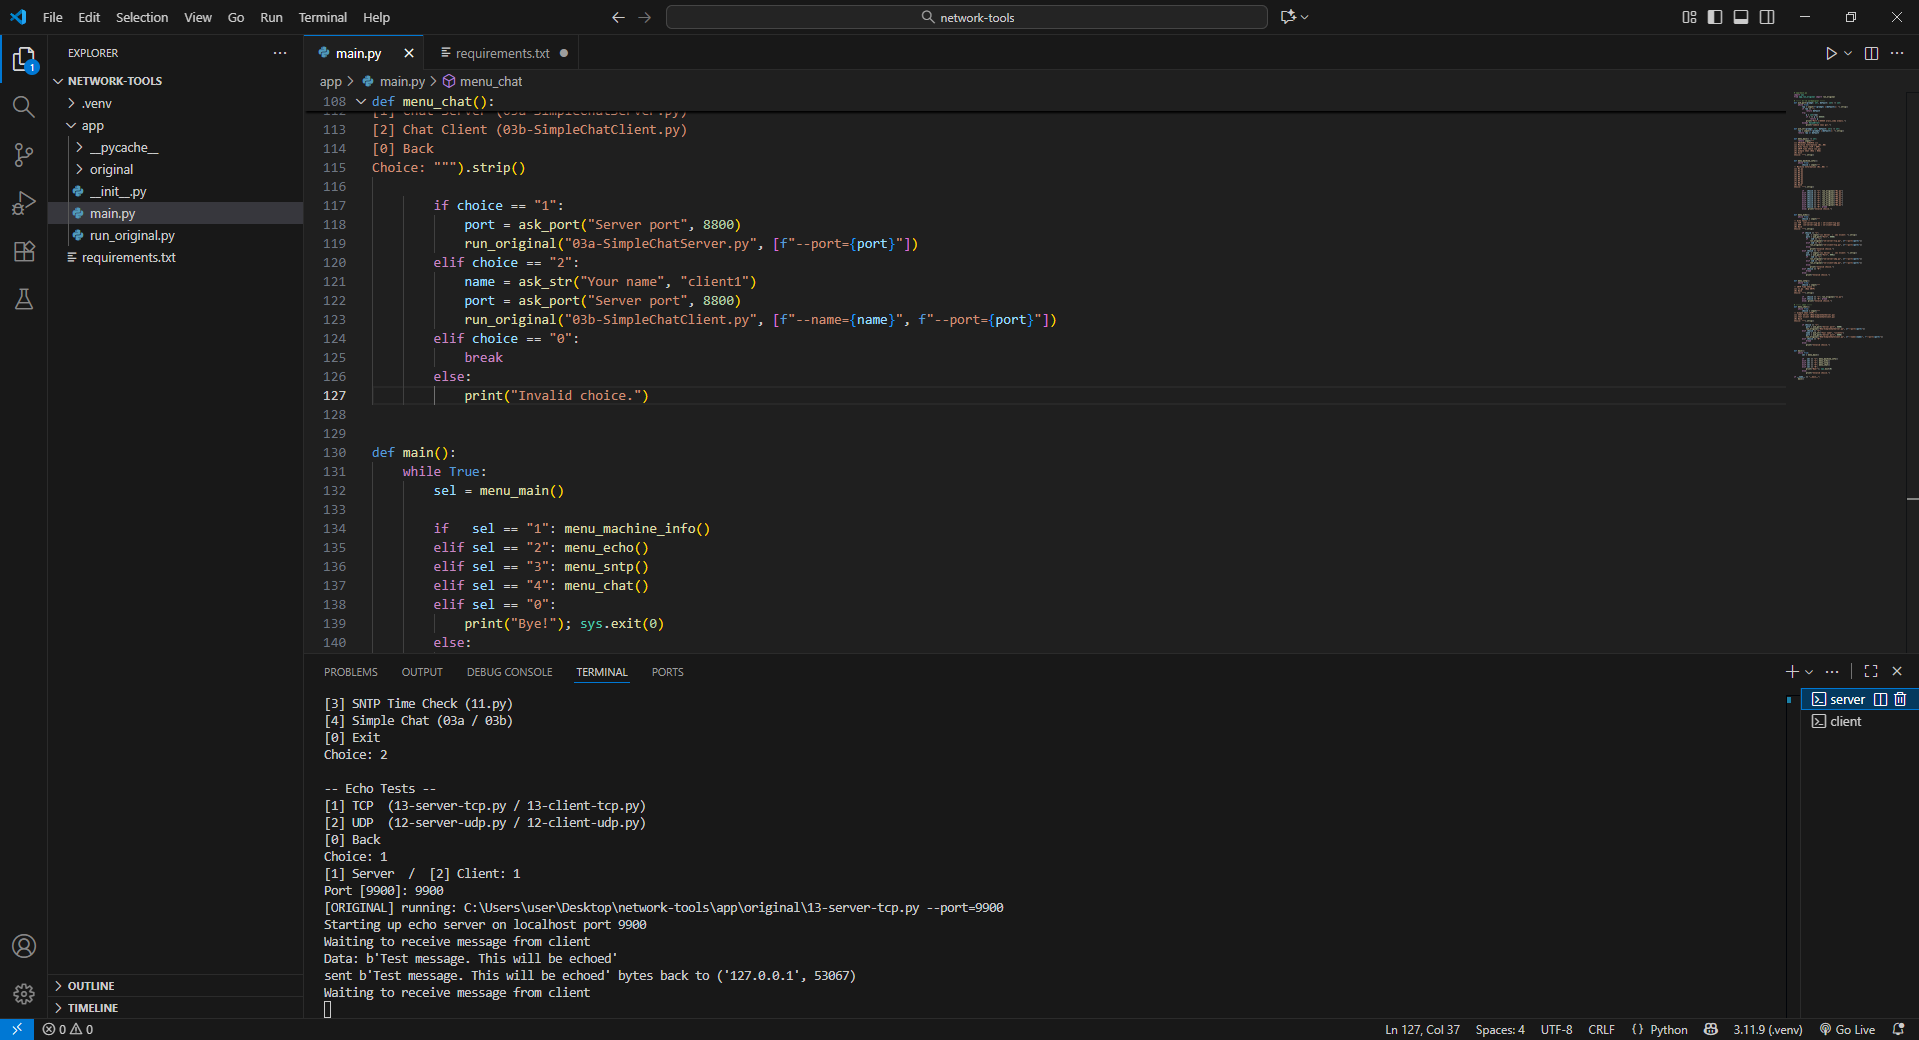 File Edit Selection View Go Run Terminal Help
network-tools
EXPLORER
1
NETWORK-TOOLS
.venv
app
__pycache__
original
__init__.py
main.py
run_original.py
requirements.txt
OUTLINE
TIMELINE
main.py
requirements.txt
app > main.py > menu_chat
108 def menu_chat():
112 [1] Chat Server (03a-SimpleChatServer.py)
113 [2] Chat Client (03b-SimpleChatClient.py)
114 [0] Back
115 Choice: """).strip()
116
117 if choice == "1":
118 port = ask_port("Server port", 8800)
119 run_original("03a-SimpleChatServer.py", [f"--port={port}"])
120 elif choice == "2":
121 name = ask_str("Your name", "client1")
122 port = ask_port("Server port", 8800)
123 run_original("03b-SimpleChatClient.py", [f"--name={name}", f"--port={port}"])
124 elif choice == "0":
125 break
126 else:
127 print("Invalid choice.")
128
129
130 def main():
131 while True:
132 sel = menu_main()
133
134 if   sel == "1": menu_machine_info()
135 elif sel == "2": menu_echo()
136 elif sel == "3": menu_sntp()
137 elif sel == "4": menu_chat()
138 elif sel == "0":
139 print("Bye!"); sys.exit(0)
140 else:
PROBLEMS OUTPUT DEBUG CONSOLE TERMINAL PORTS
[3] SNTP Time Check (11.py)
[4] Simple Chat (03a / 03b)
[0] Exit
Choice: 2
-- Echo Tests --
[1] TCP  (13-server-tcp.py / 13-client-tcp.py)
[2] UDP  (12-server-udp.py / 12-client-udp.py)
[0] Back
Choice: 1
[1] Server  /  [2] Client: 1
Port [9900]: 9900
[ORIGINAL] running: C:\Users\user\Desktop\network-tools\app\original\13-server-tcp.py --port=9900
Starting up echo server on localhost port 9900
Waiting to receive message from client
Data: b'Test message. This will be echoed'
sent b'Test message. This will be echoed' bytes back to ('127.0.0.1', 53067)
Waiting to receive message from client
server
client
0 0
Ln 127, Col 37 Spaces: 4 UTF-8 CRLF {} Python 3.11.9 (.venv) Go Live